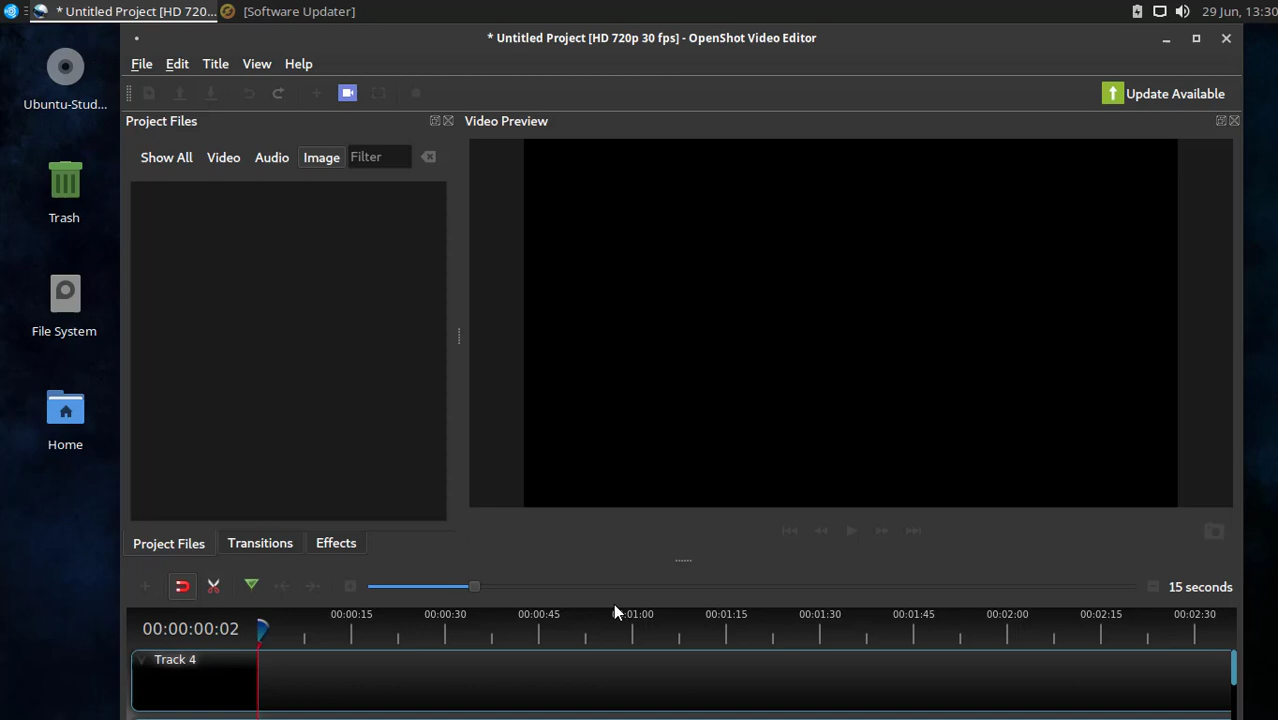 * Untitled Project [HD 720...
[Software Updater]
29 Jun, 13:30
* Untitled Project [HD 720p 30 fps] - OpenShot Video Editor
File Edit Title View Help
Update Available
Project Files
Video Preview
Show All Video Audio Image Filter
Ubuntu-Stud...
Trash
File System
Home
Project Files Transitions Effects
15 seconds
00:00:15 00:00:30 00:00:45 00:01:00 00:01:15 00:01:30 00:01:45 00:02:00 00:02:15 00:02:30
00:00:00:02
Track 4